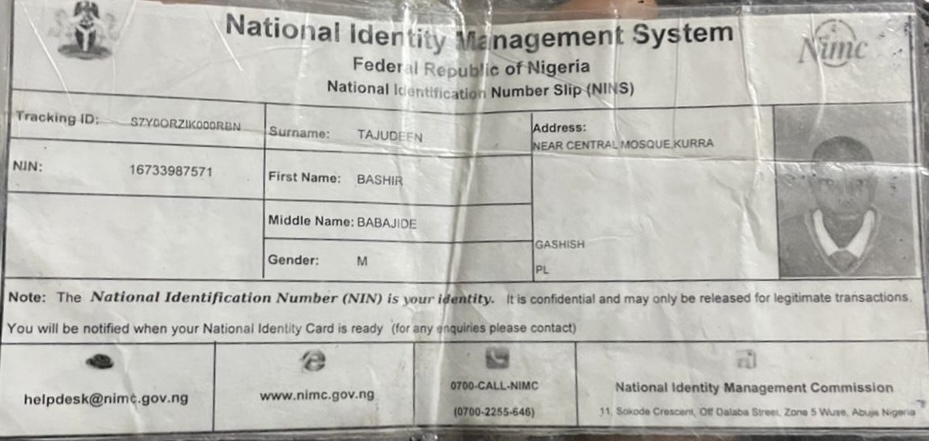 National Identity Management System
Federal Republic of Nigeria
National Identification Number Slip (NINS)
Nimc
Tracking ID: S7Y0ORZIK000RBN
NIN: 16733987571
Surname: TAJUDEEN
First Name: BASHIR
Middle Name: BABAJIDE
Gender: M
Address:
NEAR CENTRAL MOSQUE,KURRA
GASHISH
PL
Note: The National Identification Number (NIN) is your identity. It is confidential and may only be released for legitimate transactions.
You will be notified when your National Identity Card is ready (for any enquiries please contact)
helpdesk@nimc.gov.ng
www.nimc.gov.ng
0700-CALL-NIMC
(0700-2255-646)
National Identity Management Commission
11, Sokode Crescent, Off Dalaba Street, Zone 5 Wuse, Abuja Nigeria